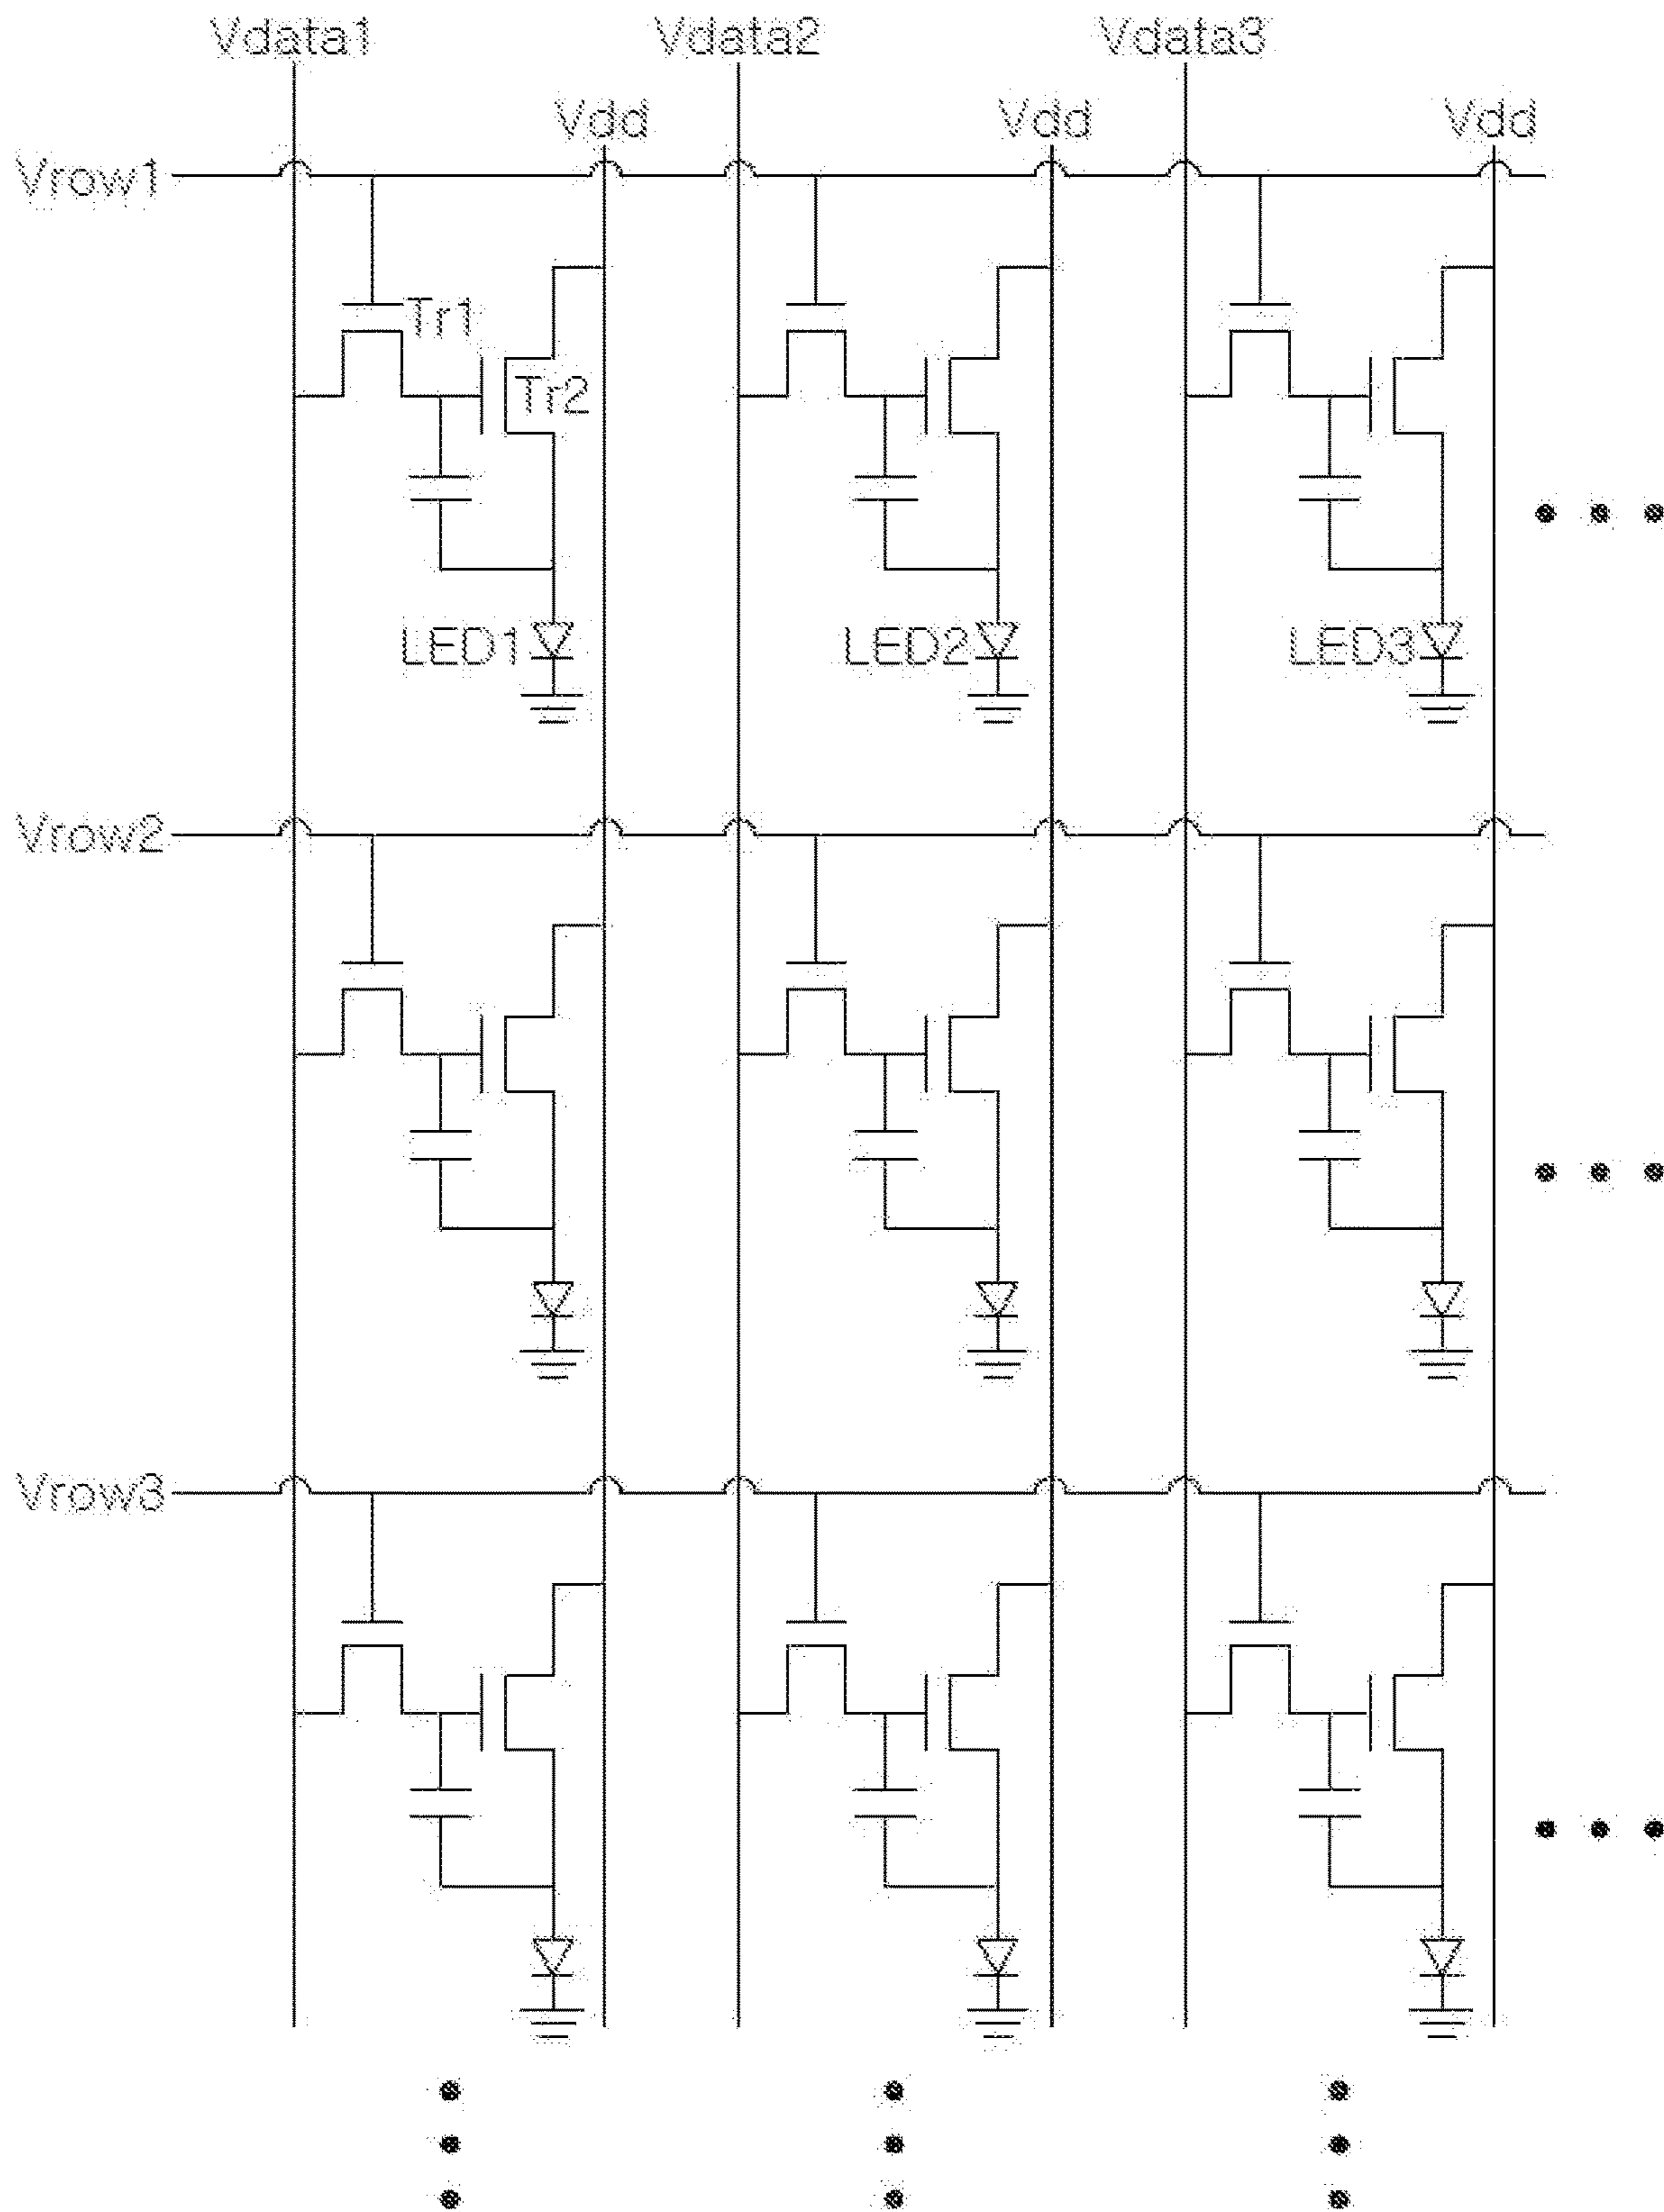 Vdata1 Vdata2 Vdata3
Vdd Vdd Vdd
Vrow1
Tr1
Tr2
LED1 LED2 LED3
Vrow2
Vrow3